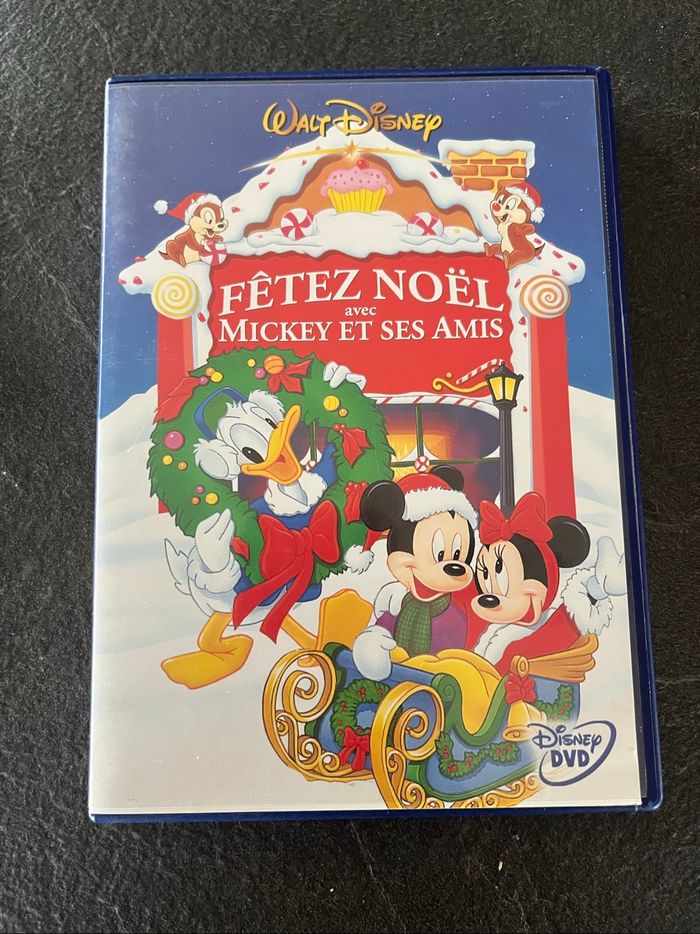 WALT DISNEY
FÊTEZ NOËL
avec
MICKEY ET SES AMIS
DISNEY
DVD